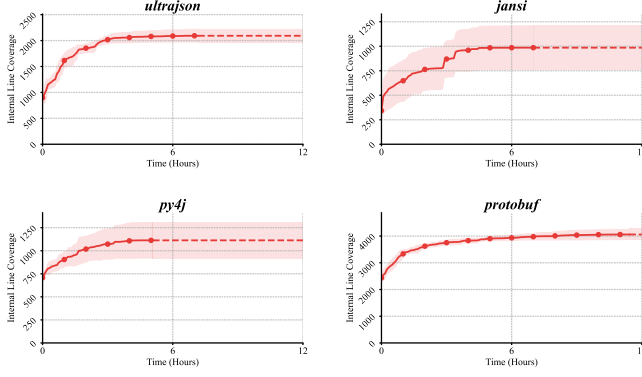 ultrajson
Internal Line Coverage
2500
2000
1500
1000
500
0
0 6 12
Time (Hours)
jansi
Internal Line Coverage
1250
1000
750
500
250
0
0 6 1
Time (Hours)
py4j
Internal Line Coverage
1250
1000
750
500
250
0
0 6 12
Time (Hours)
protobuf
Internal Line Coverage
4000
3000
2000
1000
0
0 6 1
Time (Hours)